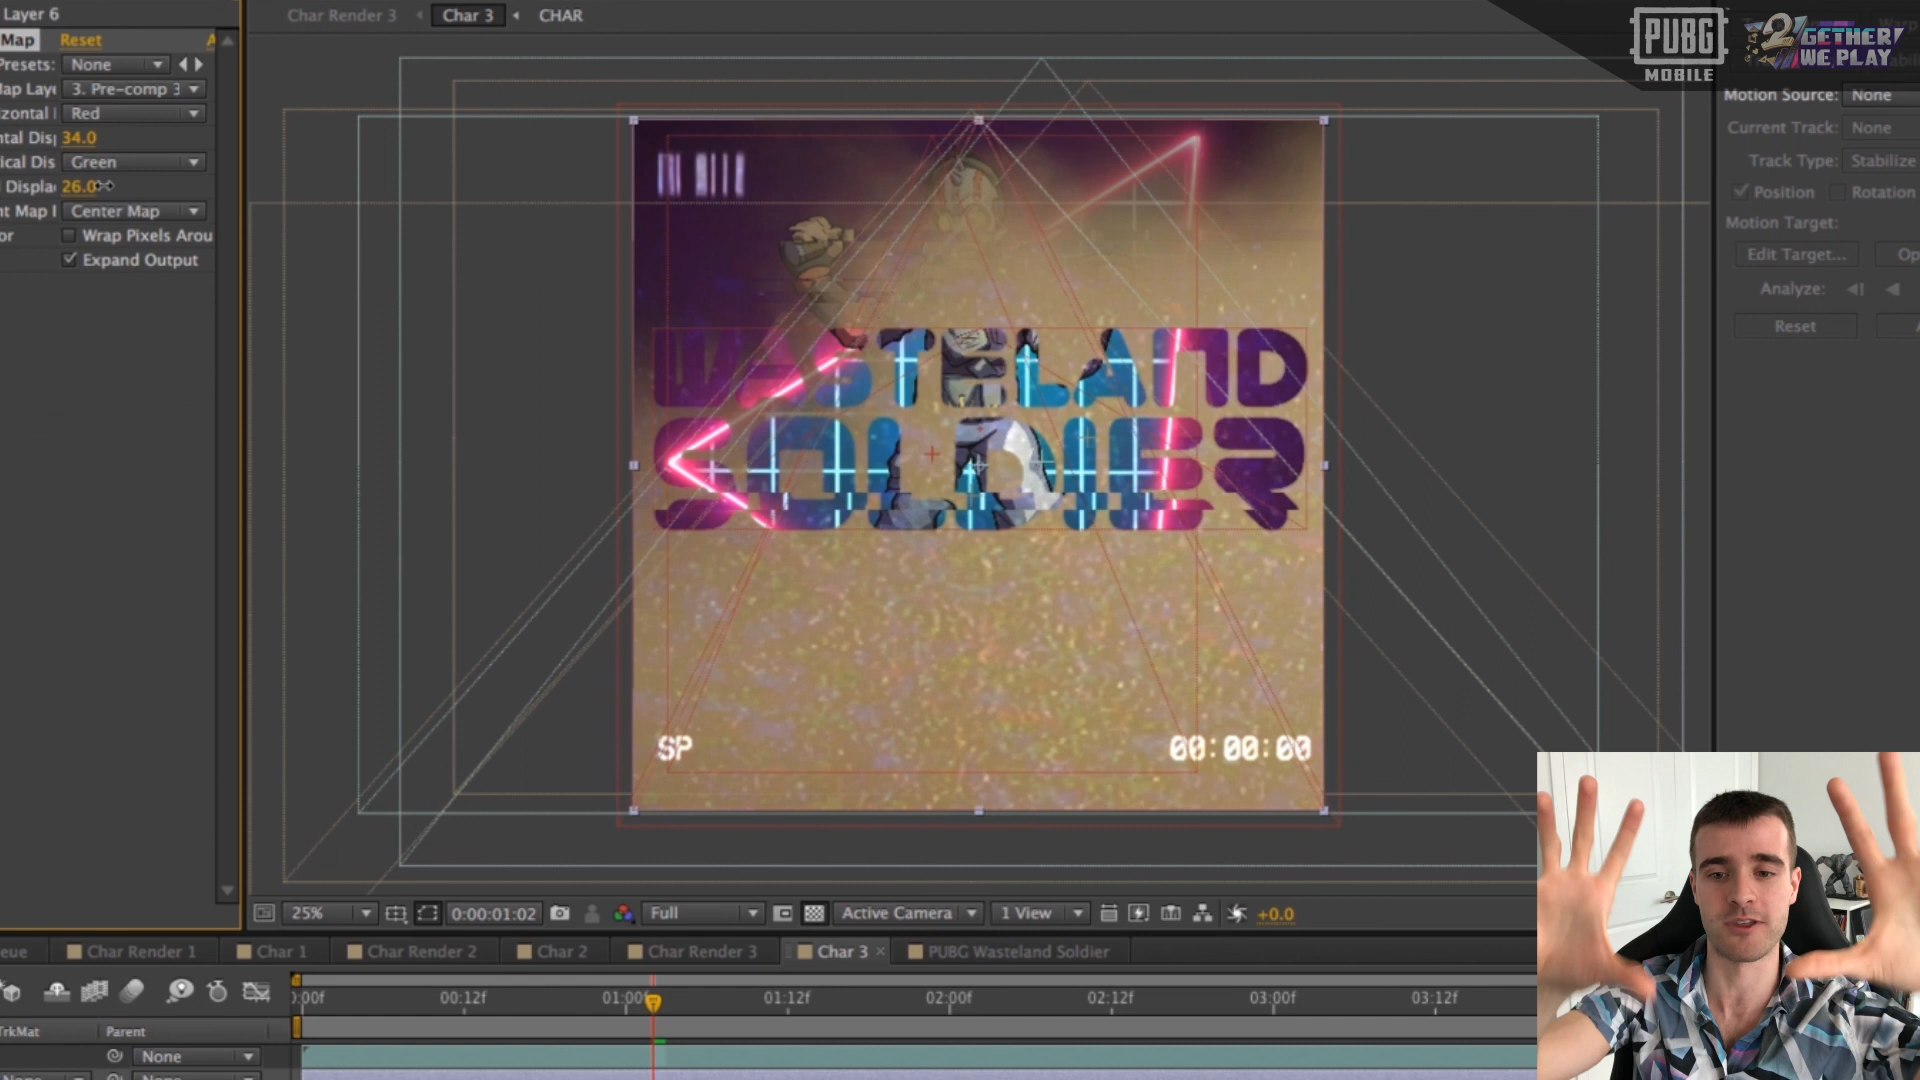 Layer 6
Char Render 3
Char 3
CHAR
PUBG
MOBILE
2GETHER!
WE PLAY
Map
Reset
Presets:
None
3. Pre-comp 3
Red
34.0
Green
26.0
Center Map
Wrap Pixels Arou
Expand Output
Motion Source:
None
Current Track:
None
Track Type:
Stabilize
Position
Rotation
Motion Target:
Edit Target...
Analyze:
Reset
WASTELAND
SOLDIER
SP
00:00:00
25%
0:00:01:02
Full
Active Camera
1 View
+0.0
Char Render 1
Char 1
Char Render 2
Char 2
Char Render 3
Char 3
PUBG Wasteland Soldier
:00f
00:12f
01:00f
01:12f
02:00f
02:12f
03:00f
03:12f
TrkMat
Parent
None